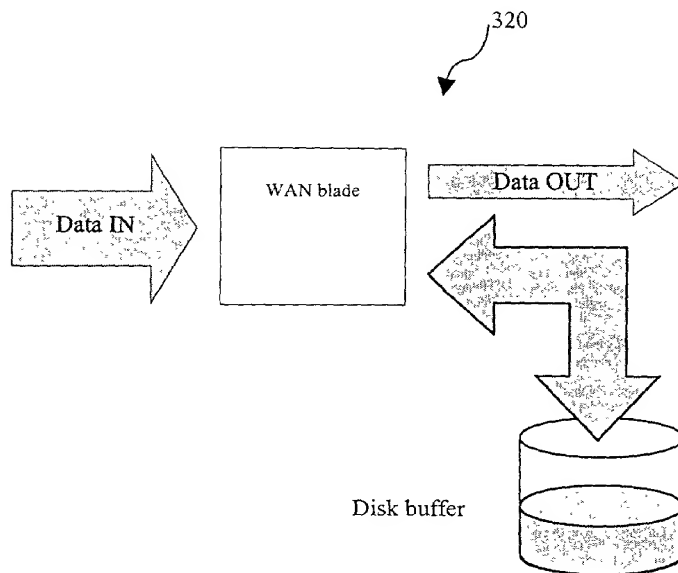 320
WAN blade
Data OUT
Data IN
Disk buffer